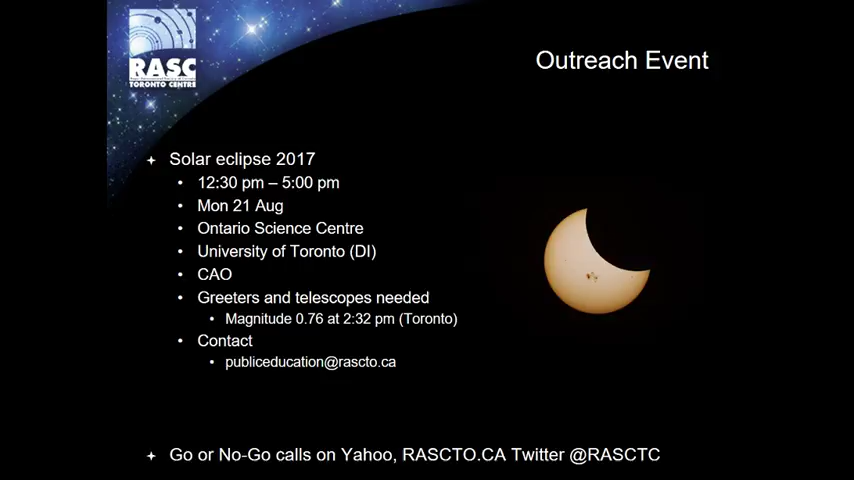 RASC
TORONTO CENTRE
Outreach Event
Solar eclipse 2017
12:30 pm – 5:00 pm
Mon 21 Aug
Ontario Science Centre
University of Toronto (DI)
CAO
Greeters and telescopes needed
Magnitude 0.76 at 2:32 pm (Toronto)
Contact
publiceducation@rascto.ca
Go or No-Go calls on Yahoo, RASCTO.CA Twitter @RASCTC